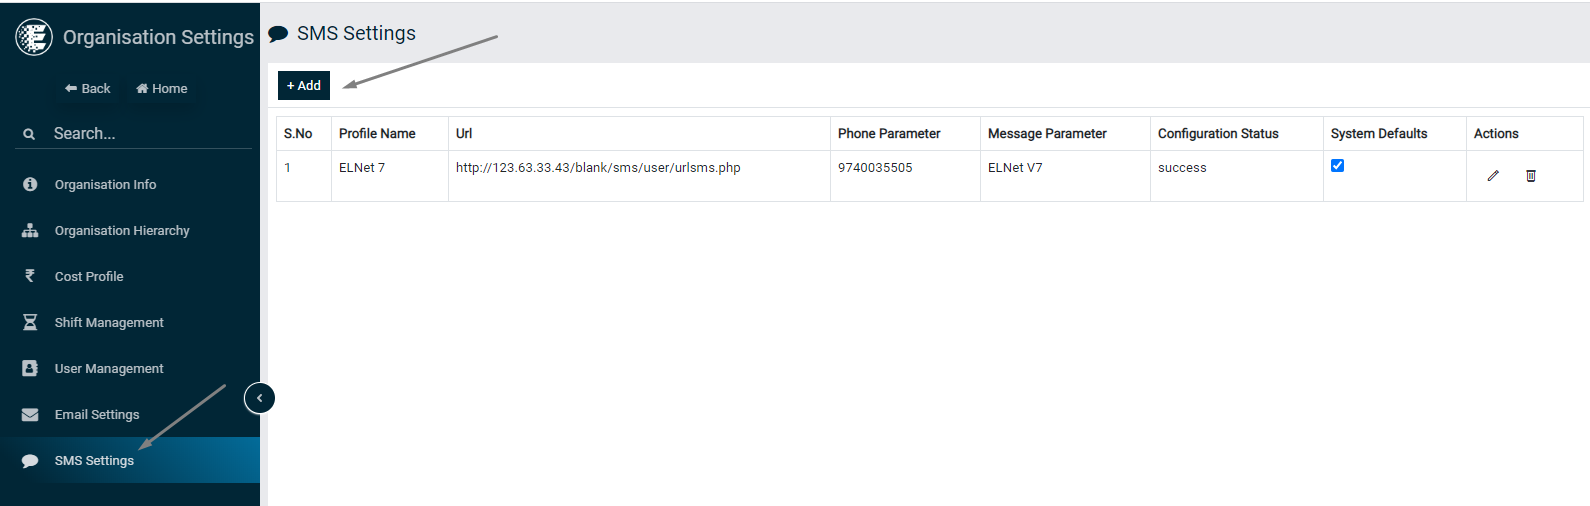 Organisation Settings
Back Home
Search...
Organisation Info
Organisation Hierarchy
Cost Profile
Shift Management
User Management
Email Settings
SMS Settings
SMS Settings
+ Add
S.No Profile Name Url Phone Parameter Message Parameter Configuration Status System Defaults Actions
1 ELNet 7 http://123.63.33.43/blank/sms/user/urlsms.php 9740035505 ELNet V7 success